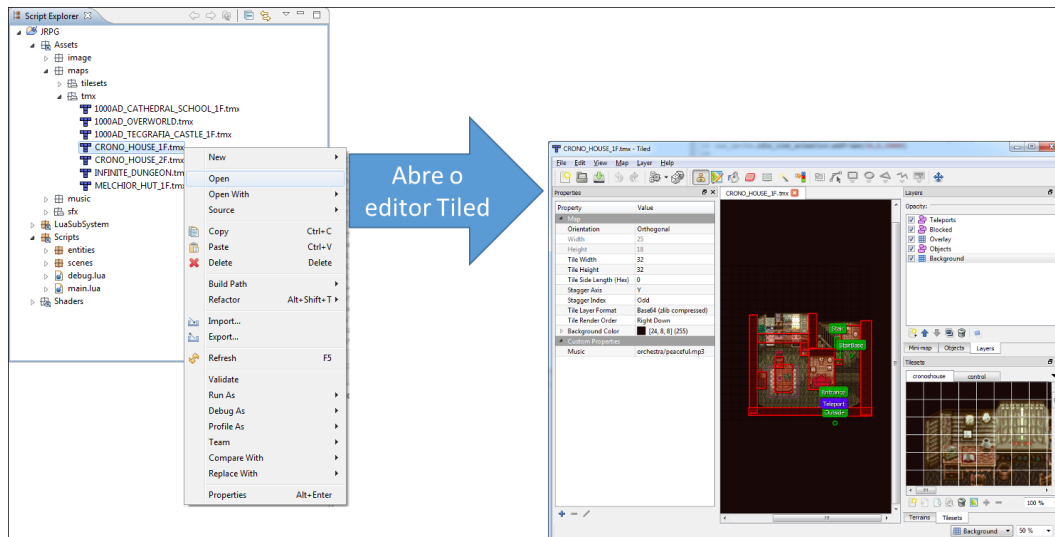 Script Explorer
JRPG
Assets
image
maps
tilesets
tmx
1000AD_CATHEDRAL_SCHOOL_1F.tmx
1000AD_OVERWORLD.tmx
1000AD_TECGRAFIA_CASTLE_1F.tmx
CRONO_HOUSE_1F.tmx
CRONO_HOUSE_2F.tmx
INFINITE_DUNGEON.tmx
MELCHIOR_HUT_1F.tmx
music
sfx
LuaSubSystem
Scripts
entities
scenes
debug.lua
main.lua
Shaders
New
Open
Open With
Source
Copy Ctrl+C
Paste Ctrl+V
Delete Delete
Build Path
Refactor Alt+Shift+T
Import...
Export...
Refresh F5
Validate
Run As
Debug As
Profile As
Team
Compare With
Replace With
Properties Alt+Enter
Abre o
editor Tiled
CRONO_HOUSE_1F.tmx - Tiled
File Edit View Map Layer Help
Properties
Property Value
Map
Orientation Orthogonal
Width 25
Height 18
Tile Width 32
Tile Height 32
Tile Side Length (Hex) 0
Stagger Axis Y
Stagger Index Odd
Tile Layer Format Base64 (zlib compressed)
Tile Render Order Right Down
Background Color [24, 8, 8] (255)
Custom Properties
Music orchestra/peaceful.mp3
CRONO_HOUSE_1F.tmx
Stair
StairBase
Entrance
Teleport
Outside
Layers
Opacity:
Teleports
Blocked
Overlay
Objects
Background
Mini-map Objects Layers
Tilesets
cronoshouse control
100 %
Terrains Tilesets
Background 50 %